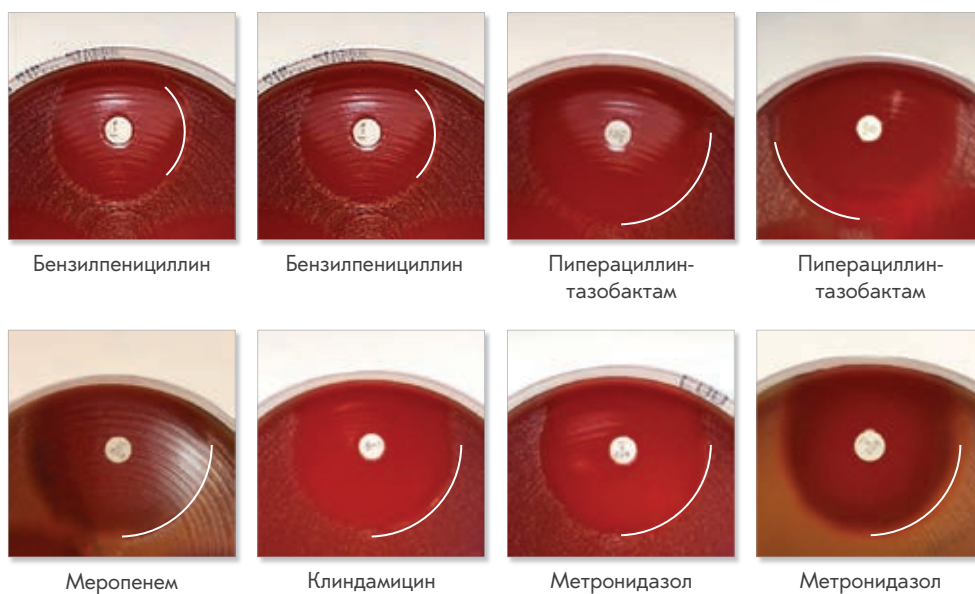 Бензилпенициллин
Бензилпенициллин
Пиперациллин-
тазобактам
Пиперациллин-
тазобактам
Меропенем
Клиндамицин
Метронидазол
Метронидазол